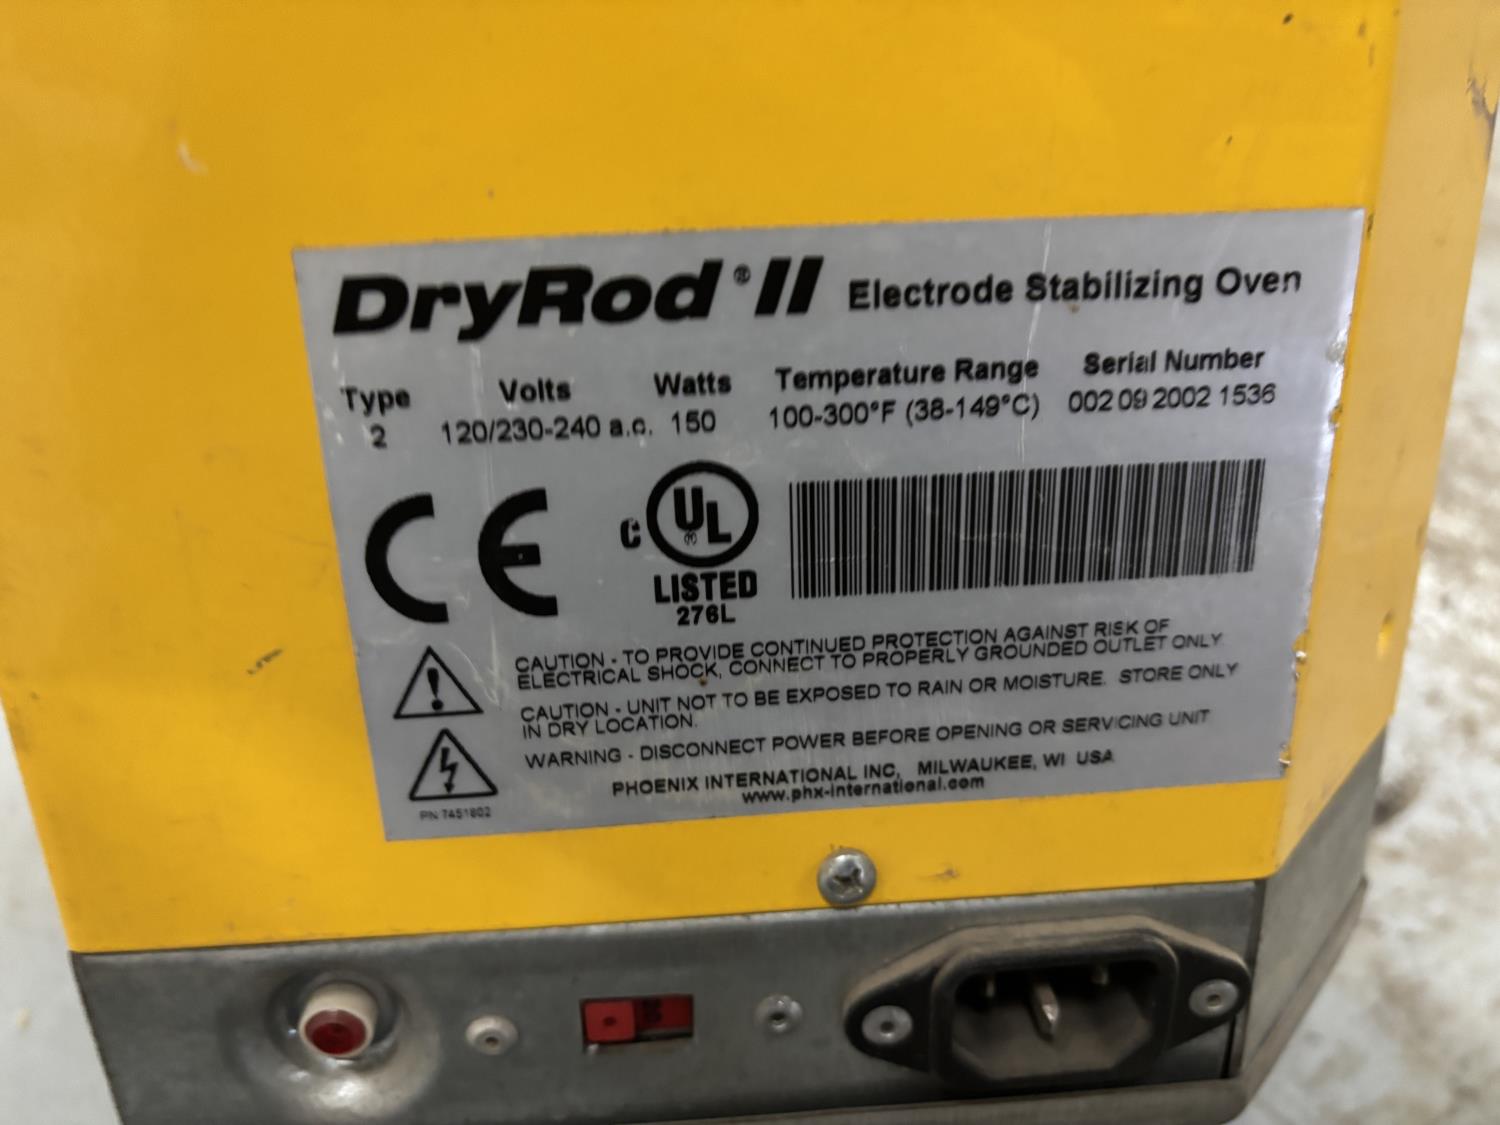 DryRod® II Electrode Stabilizing Oven
Type Volts Watts Temperature Range Serial Number
2 120/230-240 a.c. 150 100-300°F (38-149°C) 002 09 2002 1536
CE
C UL ®
LISTED
276L
CAUTION - TO PROVIDE CONTINUED PROTECTION AGAINST RISK OF
ELECTRICAL SHOCK, CONNECT TO PROPERLY GROUNDED OUTLET ONLY
CAUTION - UNIT NOT TO BE EXPOSED TO RAIN OR MOISTURE. STORE ONLY
IN DRY LOCATION.
WARNING - DISCONNECT POWER BEFORE OPENING OR SERVICING UNIT
PHOENIX INTERNATIONAL INC, MILWAUKEE, WI USA
www.phx-international.com
PN 7451802